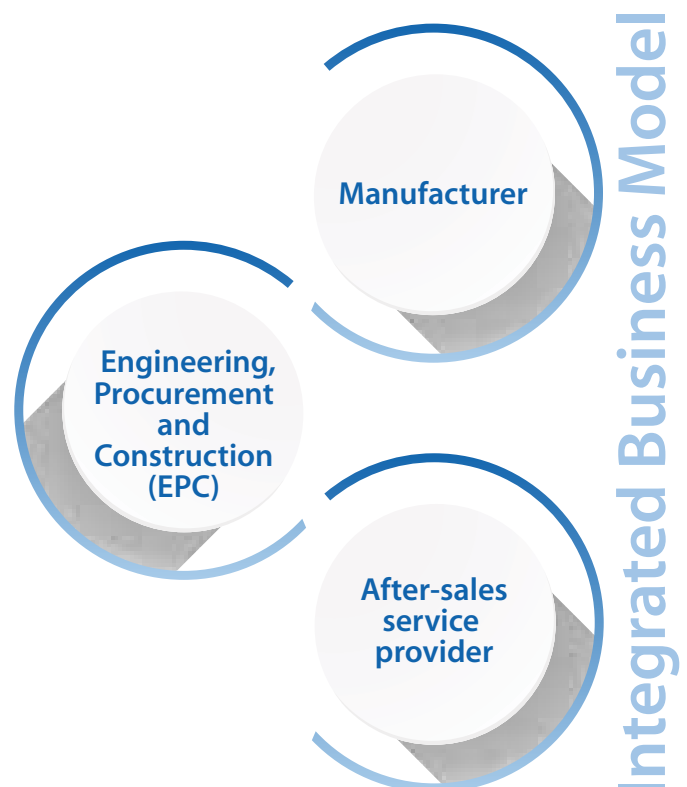 Manufacturer
Engineering,
Procurement
and
Construction
(EPC)
After-sales
service
provider
Integrated Business Model